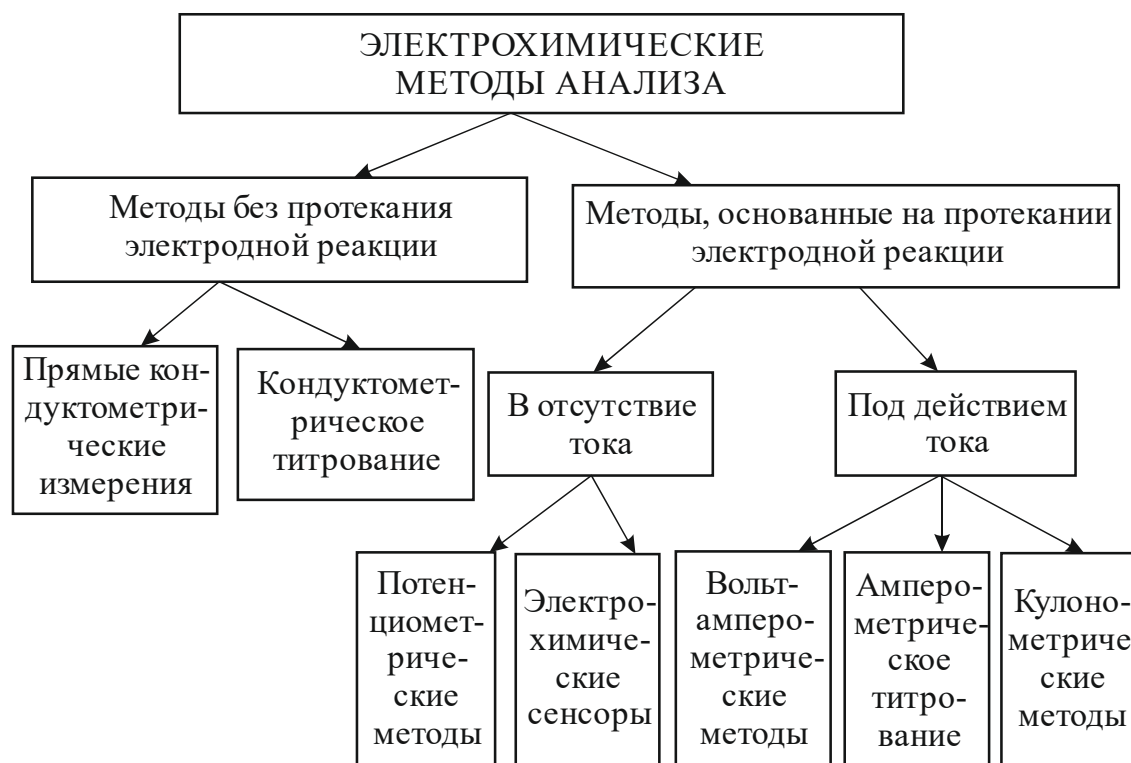 ЭЛЕКТРОХИМИЧЕСКИЕ
МЕТОДЫ АНАЛИЗА
Методы без протекания
электродной реакции
Методы, основанные на протекании
электродной реакции
Прямые кон-
дуктометри-
ческие
измерения
Кондуктомет-
рическое
титрование
В отсутствие
тока
Под действием
тока
Потен-
циомет-
риче-
ские
методы
Электро-
химиче-
ские
сенсоры
Вольт-
амперо-
метриче-
ские
методы
Амперо-
метриче-
ское
титро-
вание
Кулоно-
метриче-
ские
методы